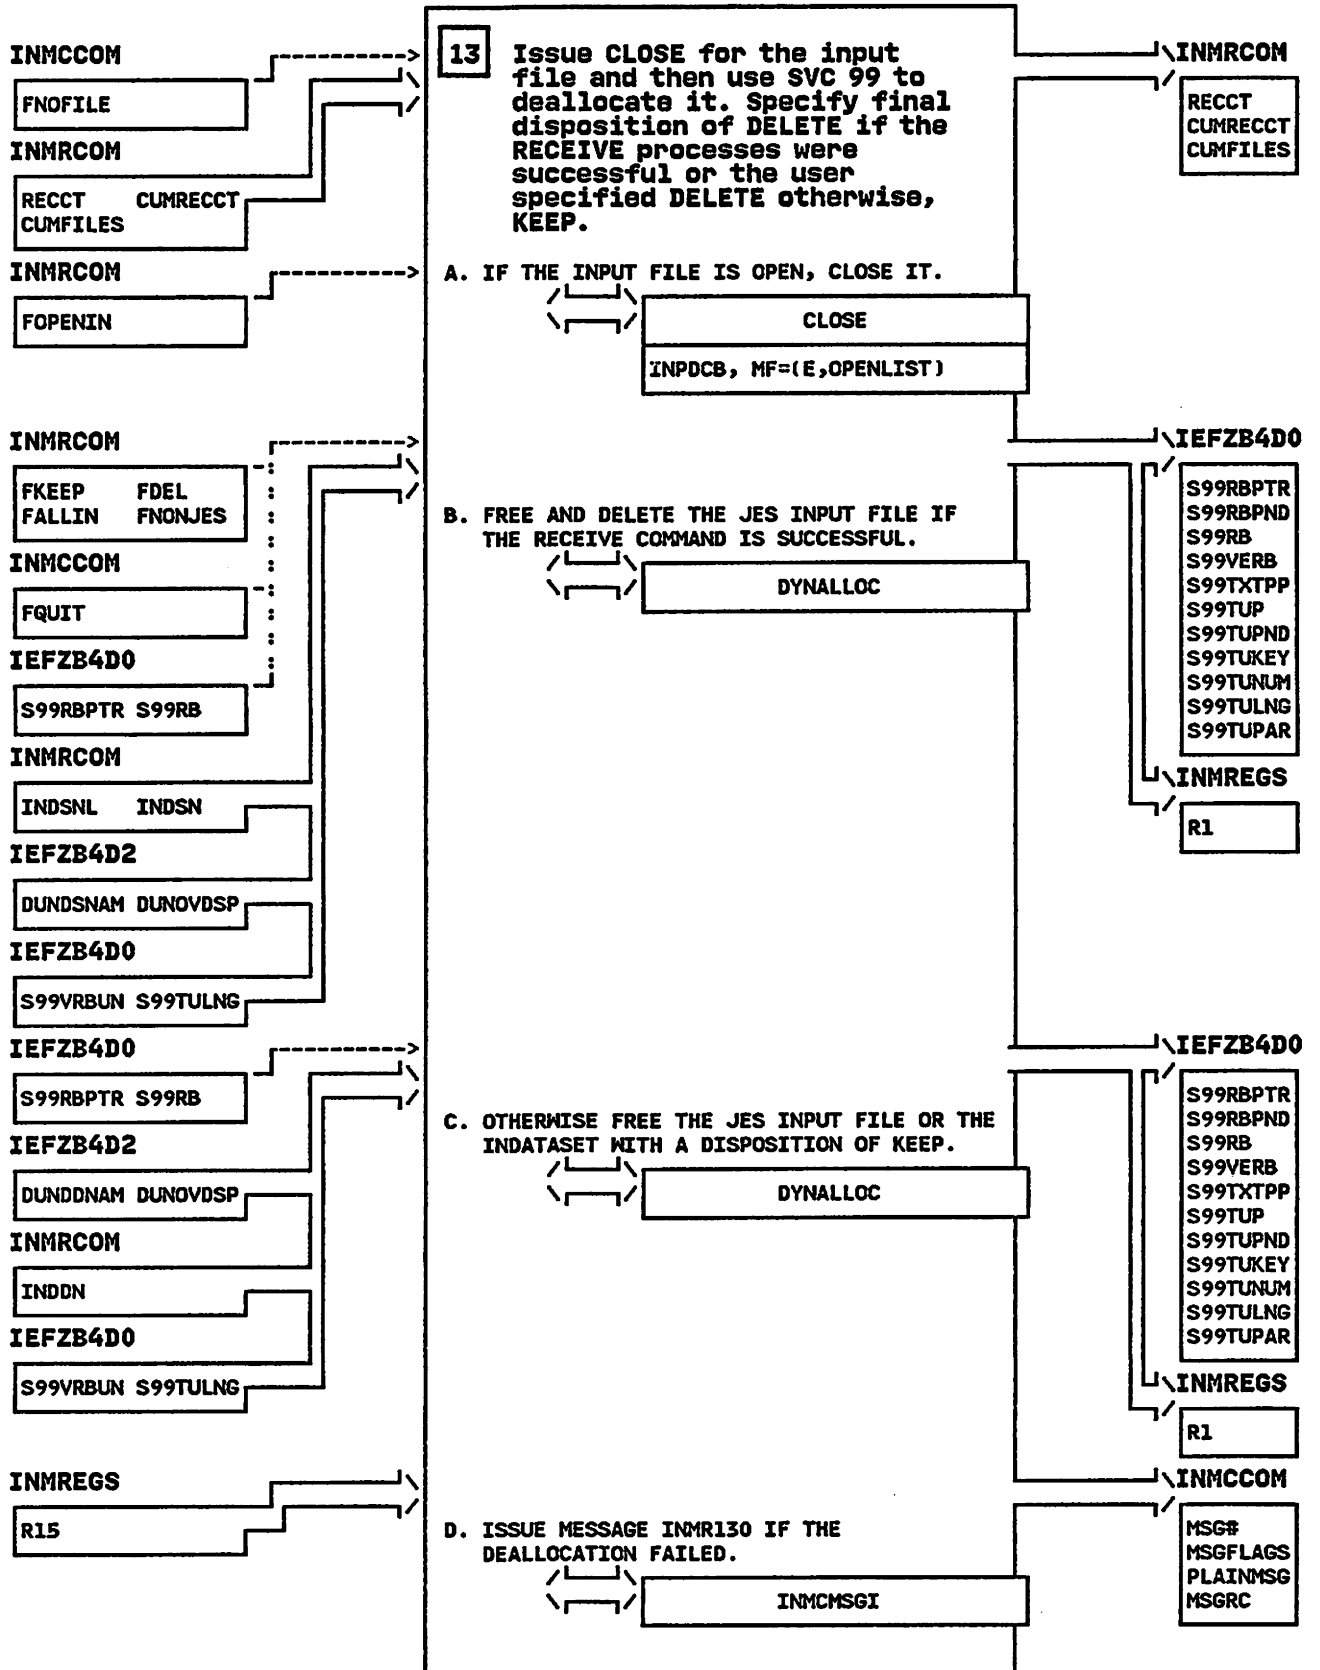 INMCCOM
FNOFILE
INMRCOM
RECCT CUMRECCT
CUMFILES
INMRCOM
FOPENIN
INMRCOM
FKEEP FDEL
FALLIN FNONJES
INMCCOM
FQUIT
IEFZB4D0
S99RBPTR S99RB
INMRCOM
INDSNL INDSN
IEFZB4D2
DUNDSNAM DUNOVDSP
IEFZB4D0
S99VRBUN S99TULNG
IEFZB4D0
S99RBPTR S99RB
IEFZB4D2
DUNDDNAM DUNOVDSP
INMRCOM
INDDN
IEFZB4D0
S99VRBUN S99TULNG
INMREGS
R15
13 Issue CLOSE for the input
file and then use SVC 99 to
deallocate it. Specify final
disposition of DELETE if the
RECEIVE processes were
successful or the user
specified DELETE otherwise,
KEEP.
A. IF THE INPUT FILE IS OPEN, CLOSE IT.
CLOSE
INPDCB, MF=(E,OPENLIST)
B. FREE AND DELETE THE JES INPUT FILE IF
THE RECEIVE COMMAND IS SUCCESSFUL.
DYNALLOC
C. OTHERWISE FREE THE JES INPUT FILE OR THE
INDATASET WITH A DISPOSITION OF KEEP.
DYNALLOC
D. ISSUE MESSAGE INMR130 IF THE
DEALLOCATION FAILED.
INMCMSGI
INMRCOM
RECCT
CUMRECCT
CUMFILES
IEFZB4D0
S99RBPTR
S99RBPND
S99RB
S99VERB
S99TXTPP
S99TUP
S99TUPND
S99TUKEY
S99TUNUM
S99TULNG
S99TUPAR
INMREGS
R1
IEFZB4D0
S99RBPTR
S99RBPND
S99RB
S99VERB
S99TXTPP
S99TUP
S99TUPND
S99TUKEY
S99TUNUM
S99TULNG
S99TUPAR
INMREGS
R1
INMCCOM
MSG#
MSGFLAGS
PLAINMSG
MSGRC